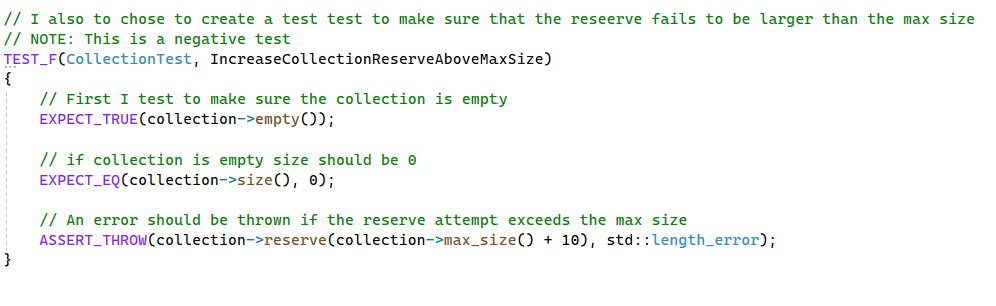 // I also to chose to create a test test to make sure that the reseerve fails to be larger than the max size
// NOTE: This is a negative test
TEST_F(CollectionTest, IncreaseCollectionReserveAboveMaxSize)
{
    // First I test to make sure the collection is empty
    EXPECT_TRUE(collection->empty());

    // if collection is empty size should be 0
    EXPECT_EQ(collection->size(), 0);

    // An error should be thrown if the reserve attempt exceeds the max size
    ASSERT_THROW(collection->reserve(collection->max_size() + 10), std::length_error);
}